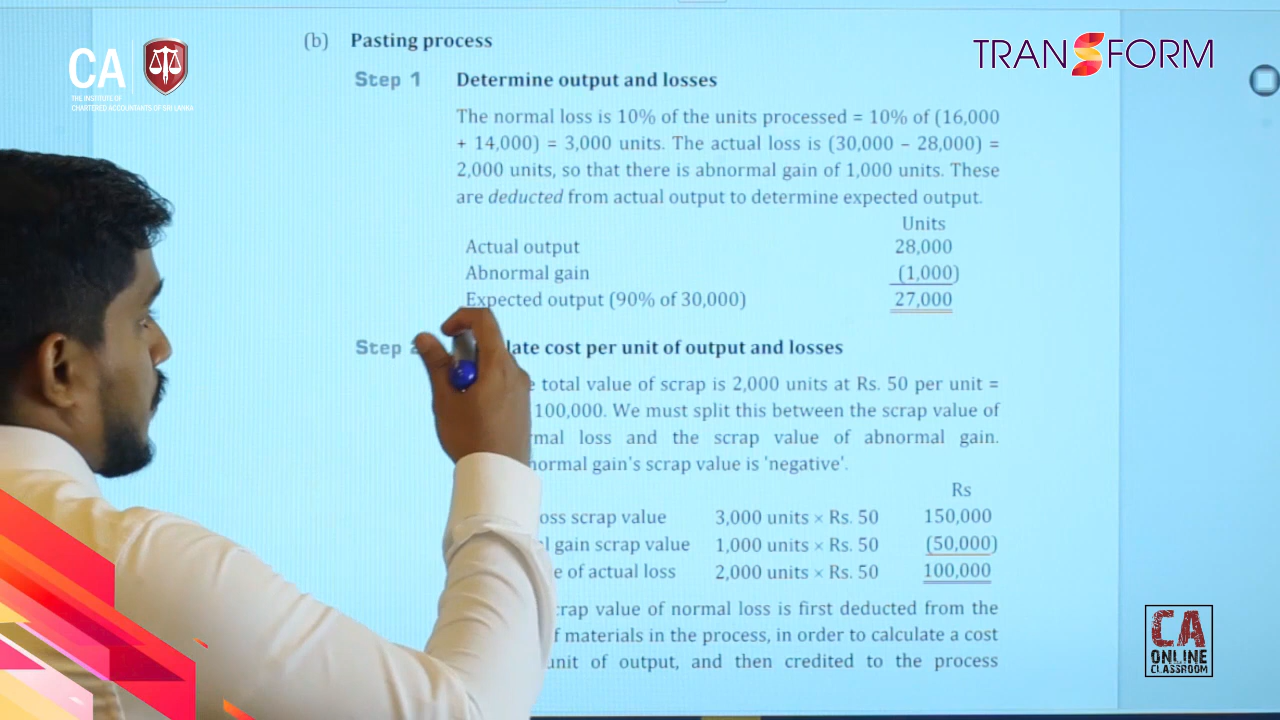 CA
THE INSTITUTE OF
CHARTERED ACCOUNTANTS OF SRI LANKA
TRANSFORM
(b) Pasting process
Step 1 Determine output and losses
The normal loss is 10% of the units processed = 10% of (16,000
+ 14,000) = 3,000 units. The actual loss is (30,000 – 28,000) =
2,000 units, so that there is abnormal gain of 1,000 units. These
are deducted from actual output to determine expected output.
Units
Actual output 28,000
Abnormal gain (1,000)
Expected output (90% of 30,000) 27,000
Step late cost per unit of output and losses
total value of scrap is 2,000 units at Rs. 50 per unit =
100,000. We must split this between the scrap value of
mal loss and the scrap value of abnormal gain.
normal gain's scrap value is 'negative'.
Rs
oss scrap value 3,000 units × Rs. 50 150,000
l gain scrap value 1,000 units × Rs. 50 (50,000)
e of actual loss 2,000 units × Rs. 50 100,000
rap value of normal loss is first deducted from the
f materials in the process, in order to calculate a cost
unit of output, and then credited to the process
CA
ONLINE
CLASSROOM